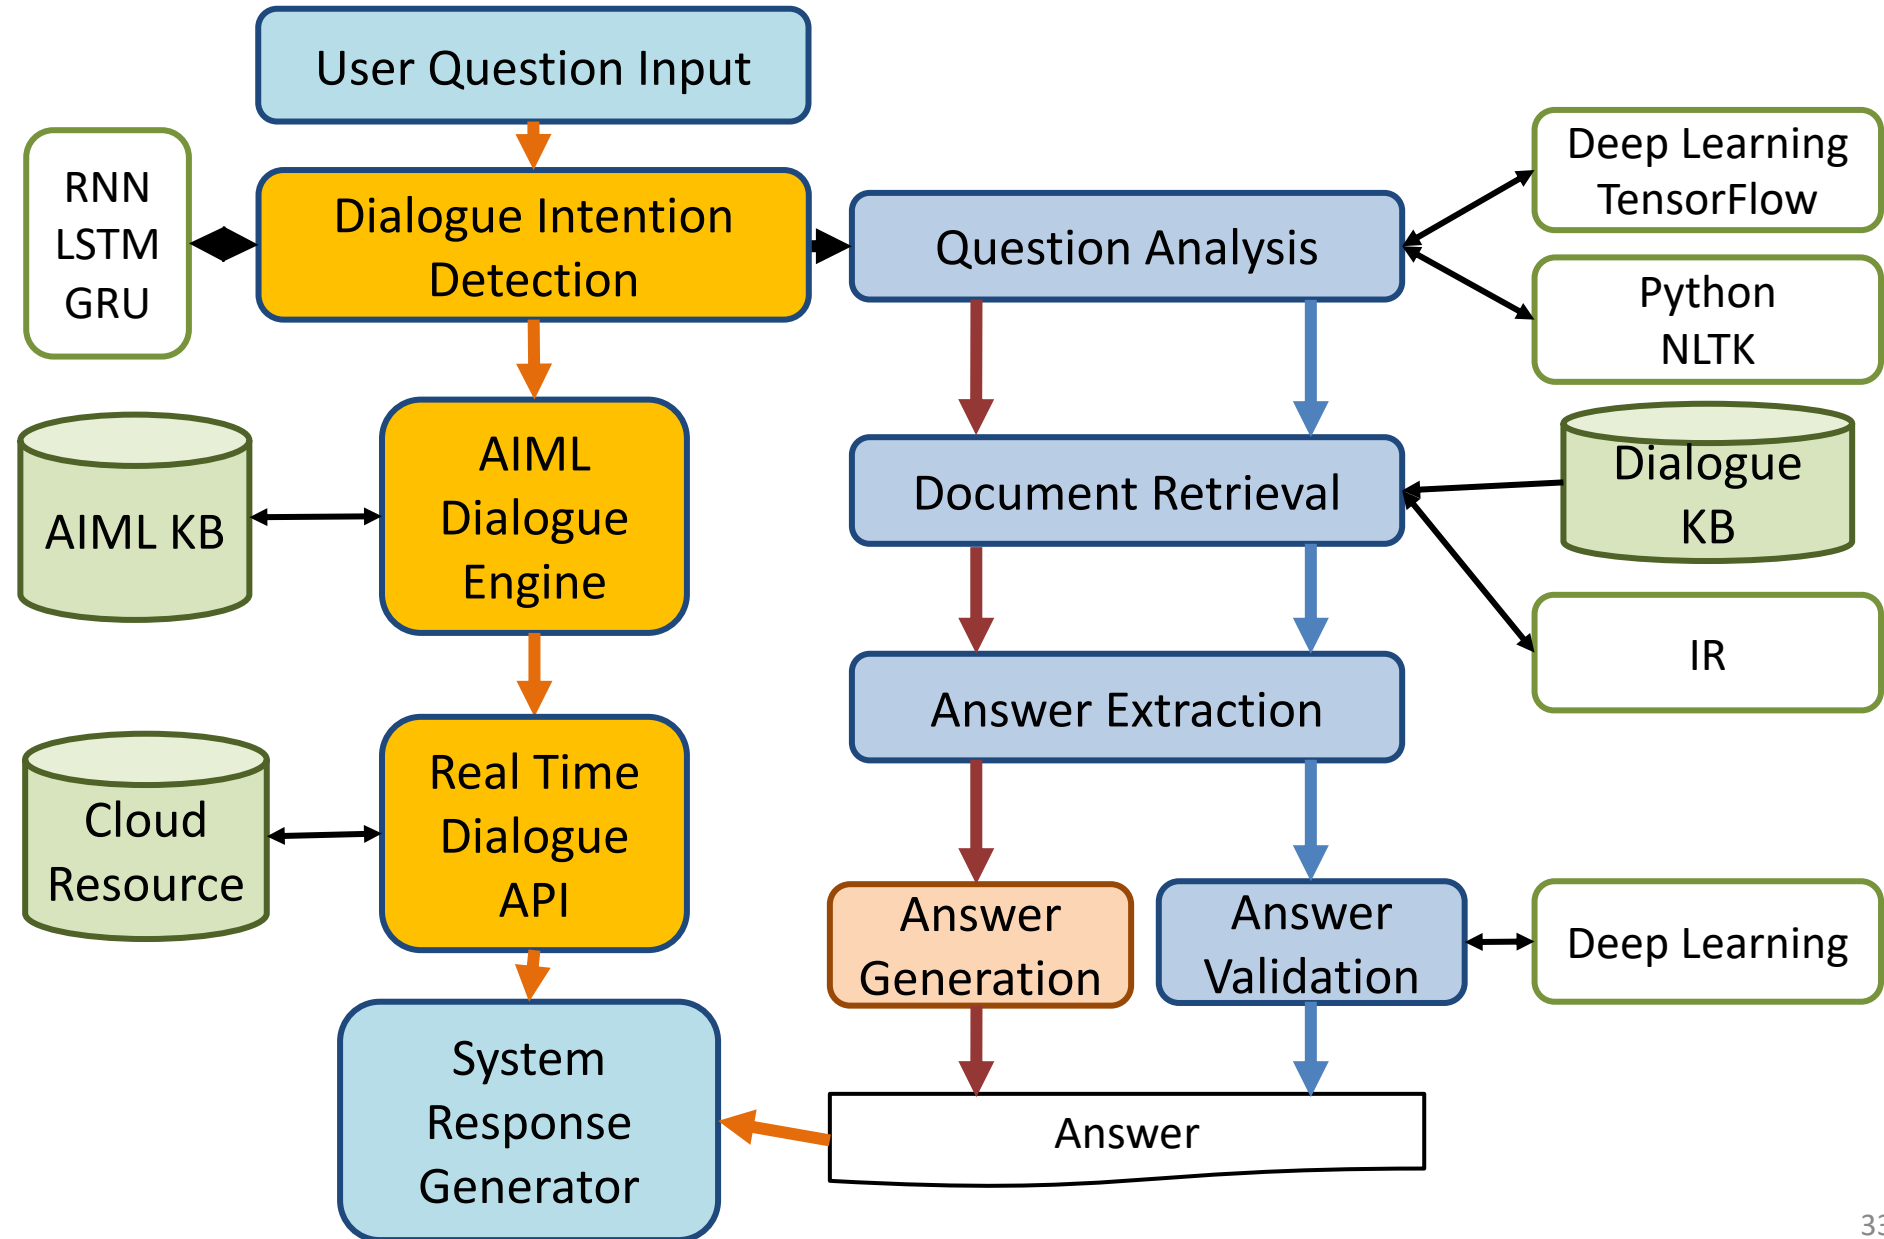 User Question Input
RNN
LSTM
GRU
Dialogue Intention
Detection
Question Analysis
Deep Learning
TensorFlow
Python
NLTK
AIML KB
AIML
Dialogue
Engine
Document Retrieval
Dialogue
KB
IR
Answer Extraction
Cloud
Resource
Real Time
Dialogue
API
Answer
Generation
Answer
Validation
Deep Learning
System
Response
Generator
Answer
33